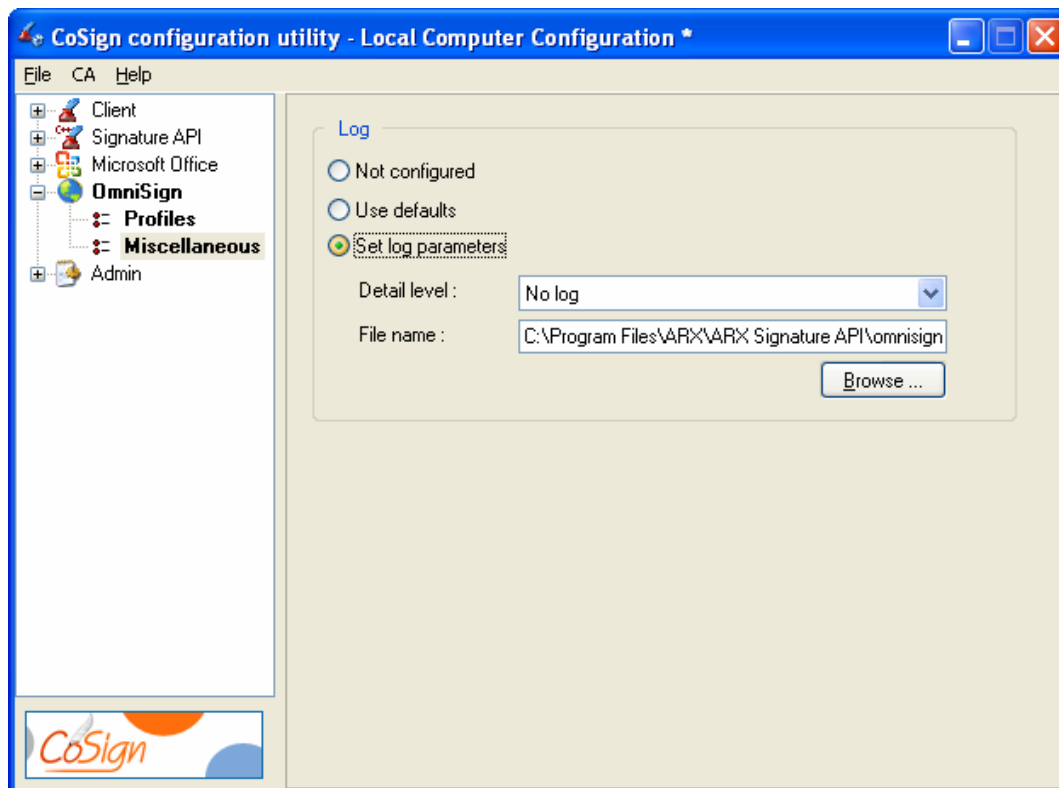 CoSign configuration utility - Local Computer Configuration *
File CA Help
Client
Signature API
Microsoft Office
OmniSign
Profiles
Miscellaneous
Admin
CoSign
Log
Not configured
Use defaults
Set log parameters
Detail level :
No log
File name :
C:\Program Files\ARX\ARX Signature API\omnisign
Browse ...